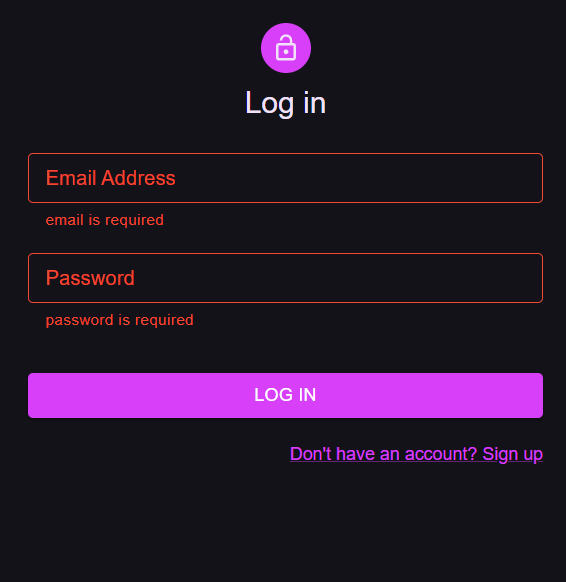 Log in
Email Address
email is required
Password
password is required
LOG IN
Don't have an account? Sign up